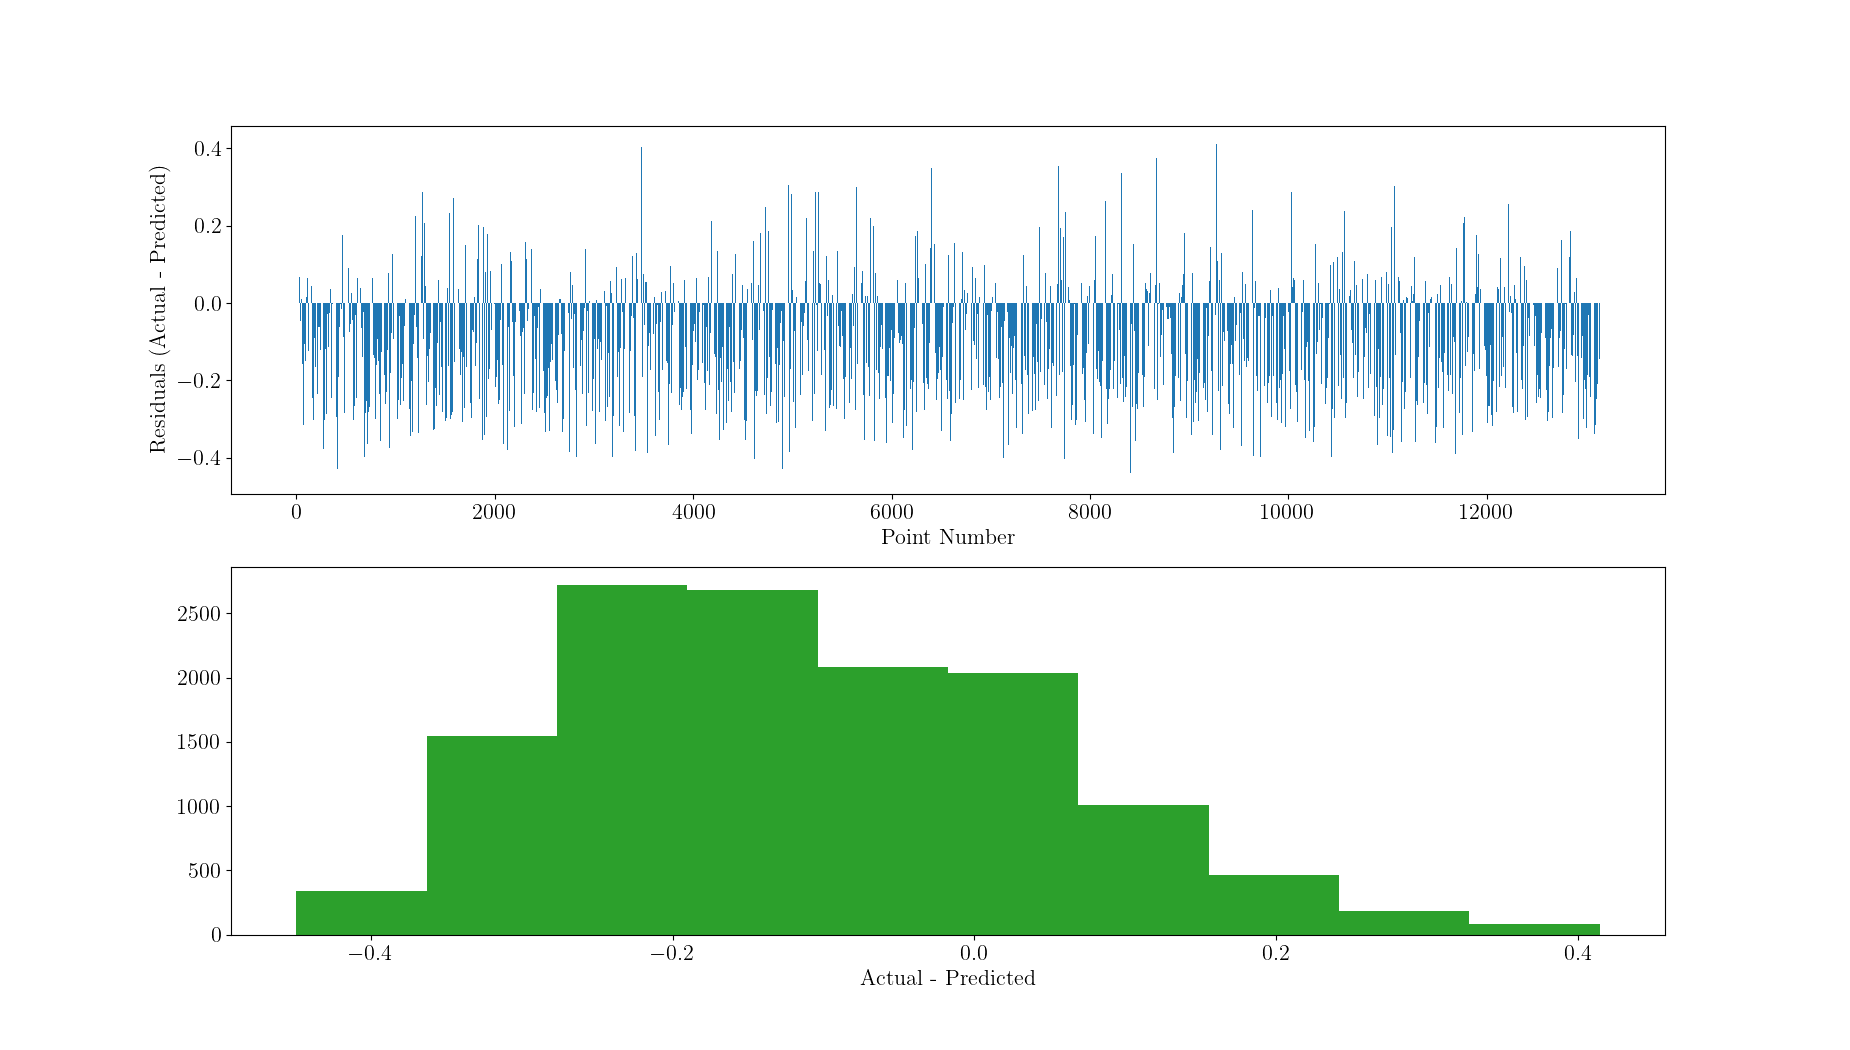 0.4
0.2
0.0
−0.2
−0.4
Residuals (Actual - Predicted)
0 2000 4000 6000 8000 10000 12000
Point Number
2500
2000
1500
1000
500
0
−0.4 −0.2 0.0 0.2 0.4
Actual - Predicted